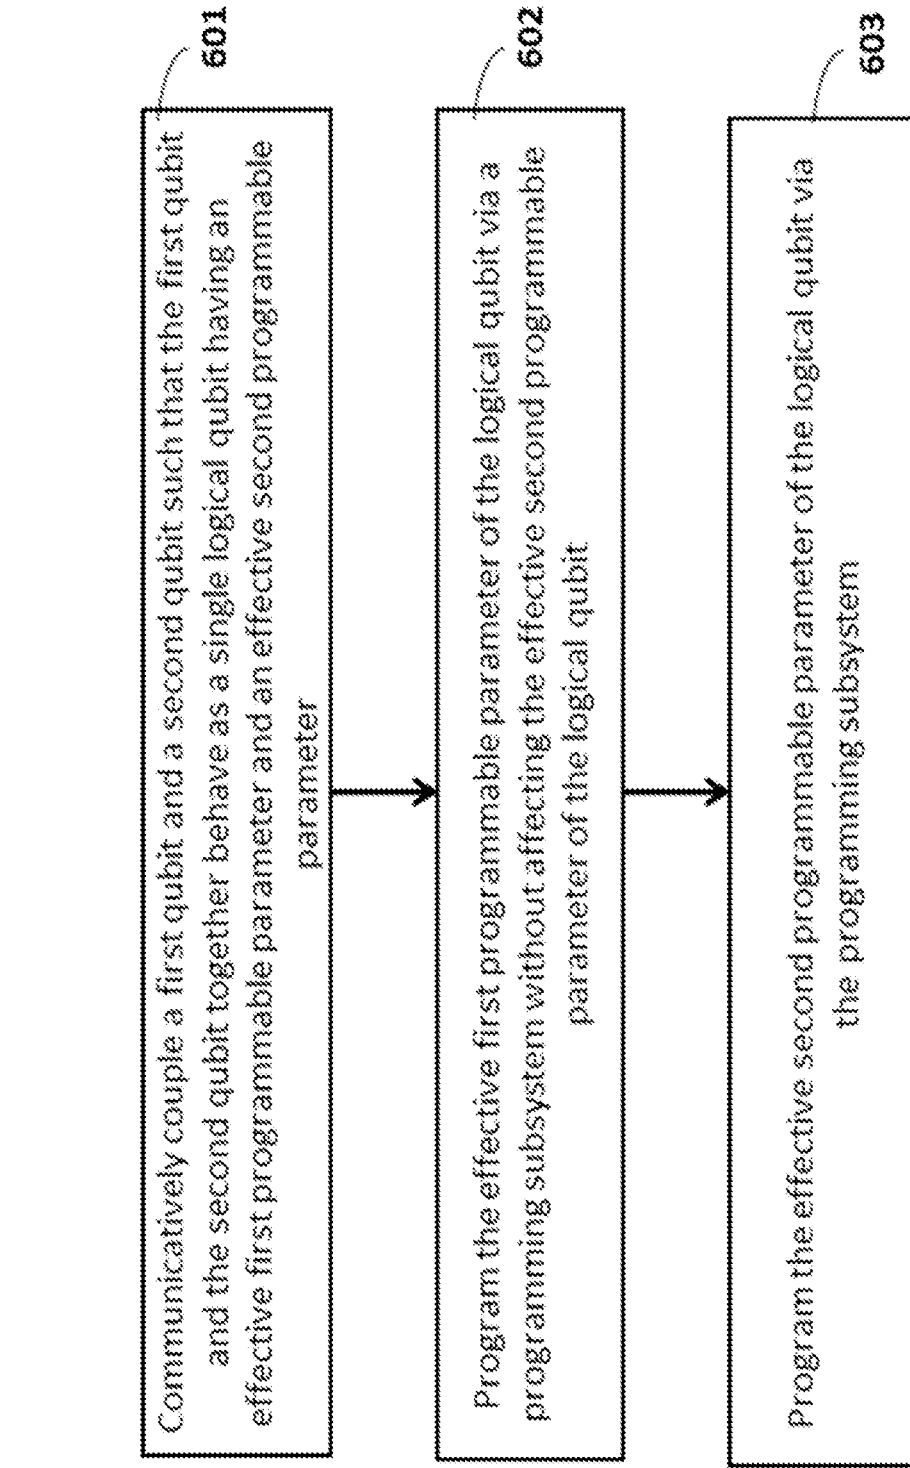 601
Communicatively couple a first qubit and a second qubit such that the first qubit
and the second qubit together behave as a single logical qubit having an
effective first programmable parameter and an effective second programmable
parameter
602
Program the effective first programmable parameter of the logical qubit via a
programming subsystem without affecting the effective second programmable
parameter of the logical qubit
603
Program the effective second programmable parameter of the logical qubit via
the programming subsystem